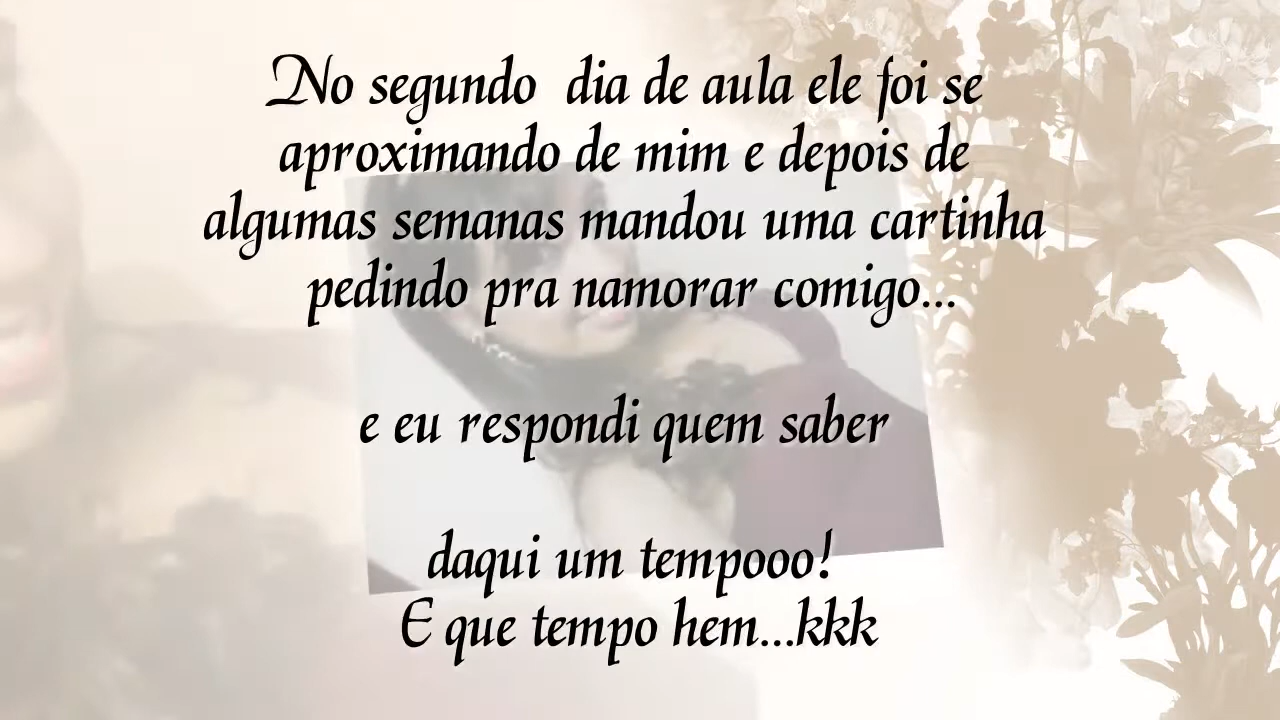 No segundo dia de aula ele foi se
aproximando de mim e depois de
algumas semanas mandou uma cartinha
pedindo pra namorar comigo...
e eu respondi quem saber
daqui um tempooo!
E que tempo hem...kkk